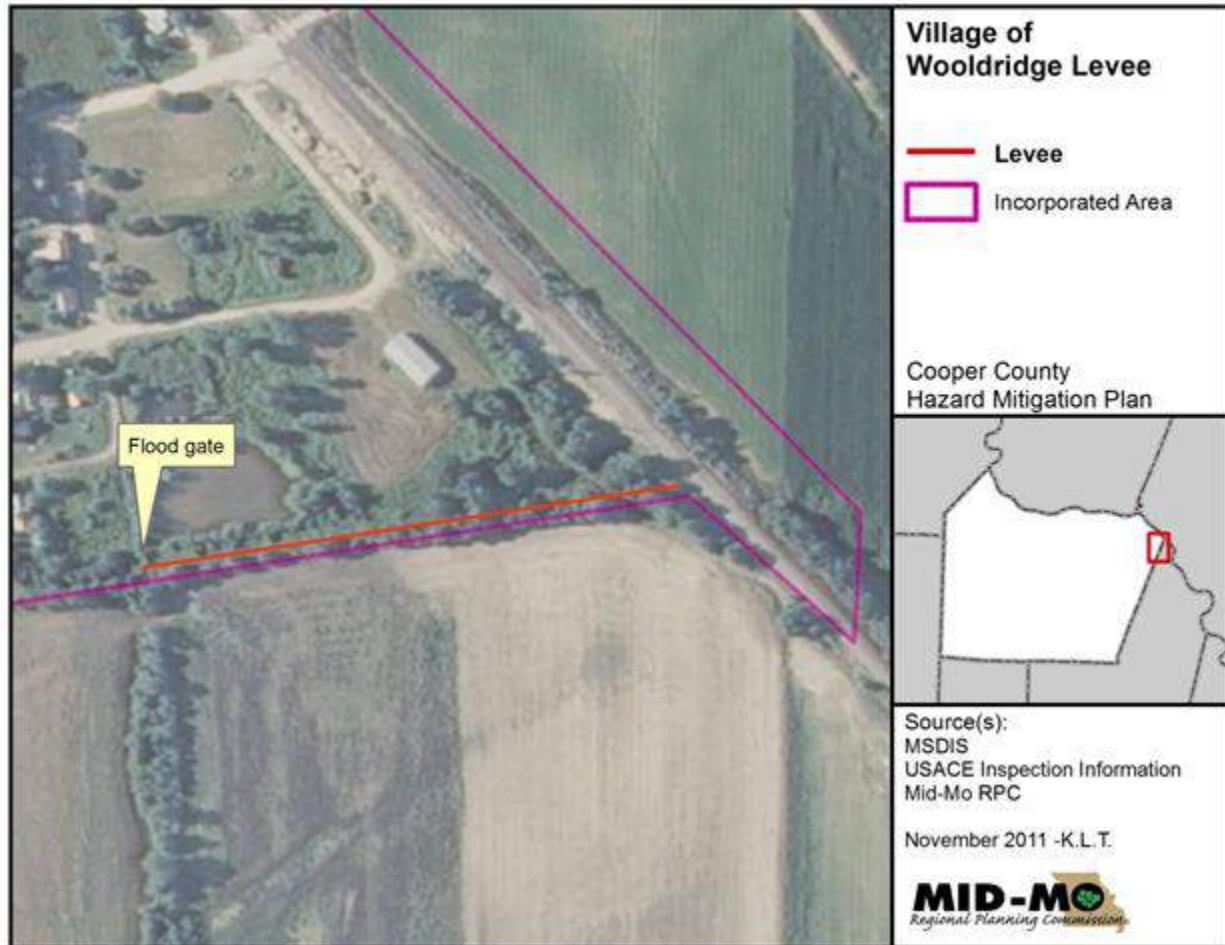 Village of
Wooldridge Levee
Levee
Incorporated Area
Cooper County
Hazard Mitigation Plan
Flood gate
Source(s):
MSDIS
USACE Inspection Information
Mid-Mo RPC
November 2011 -K.L.T.
MID-MO
Regional Planning Commission